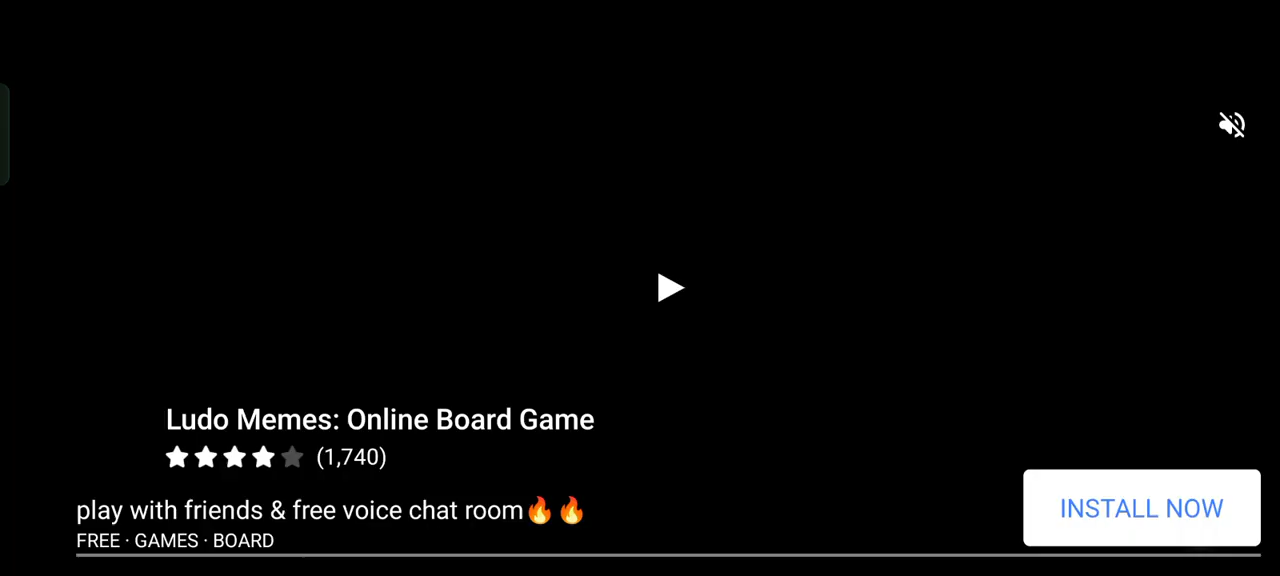 Ludo Memes: Online Board Game
(1,740)
play with friends & free voice chat room🔥🔥
FREE · GAMES · BOARD
INSTALL NOW